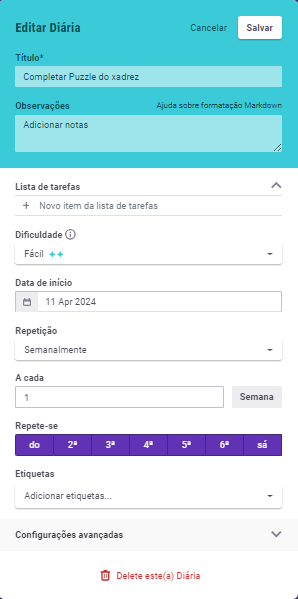 Editar Diária Cancelar Salvar
Título*
Completar Puzzle do xadrez
Observações Ajuda sobre formatação Markdown
Adicionar notas
Lista de tarefas
+ Novo item da lista de tarefas
Dificuldade
Fácil
Data de início
11 Apr 2024
Repetição
Semanalmente
A cada
1 Semana
Repete-se
do 2ª 3ª 4ª 5ª 6ª sá
Etiquetas
Adicionar etiquetas...
Configurações avançadas
Delete este(a) Diária